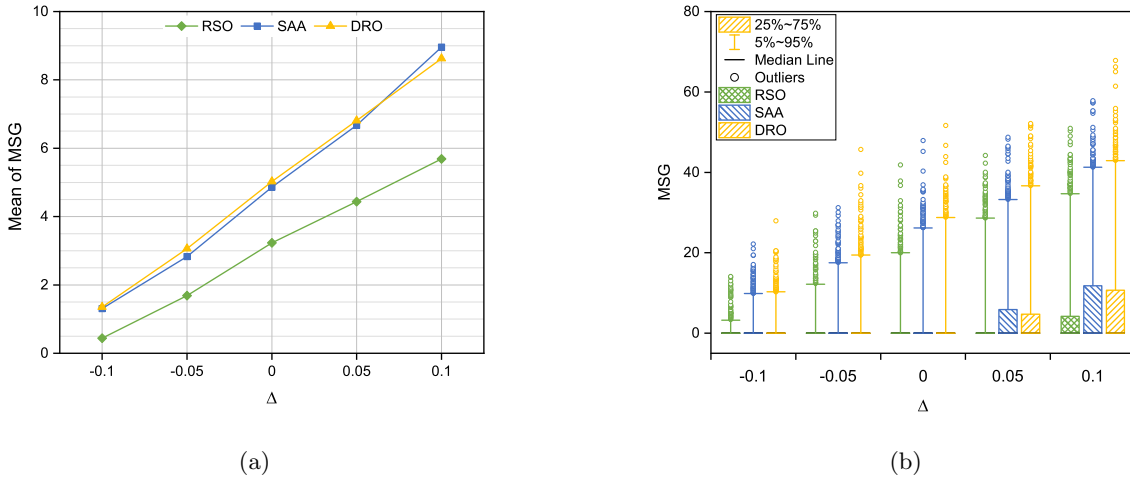 RSO SAA DRO
10
8
6
4
2
0
Mean of MSG
-0.1 -0.05 0 0.05 0.1
Δ
(a)
80
60
40
20
0
MSG
25%~75%
5%~95%
Median Line
Outliers
RSO
SAA
DRO
-0.1 -0.05 0 0.05 0.1
Δ
(b)